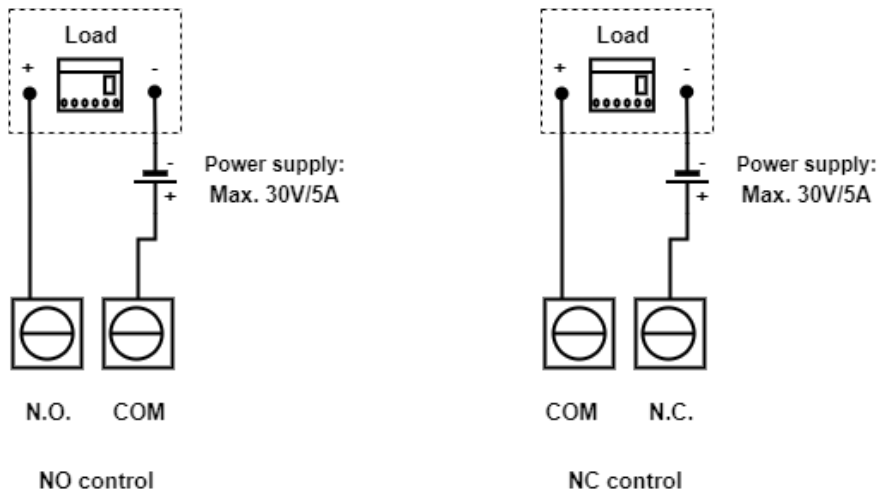 Load
+ -
-
Power supply:
Max. 30V/5A
+
N.O. COM
NO control
Load
+ -
-
Power supply:
Max. 30V/5A
+
COM N.C.
NC control